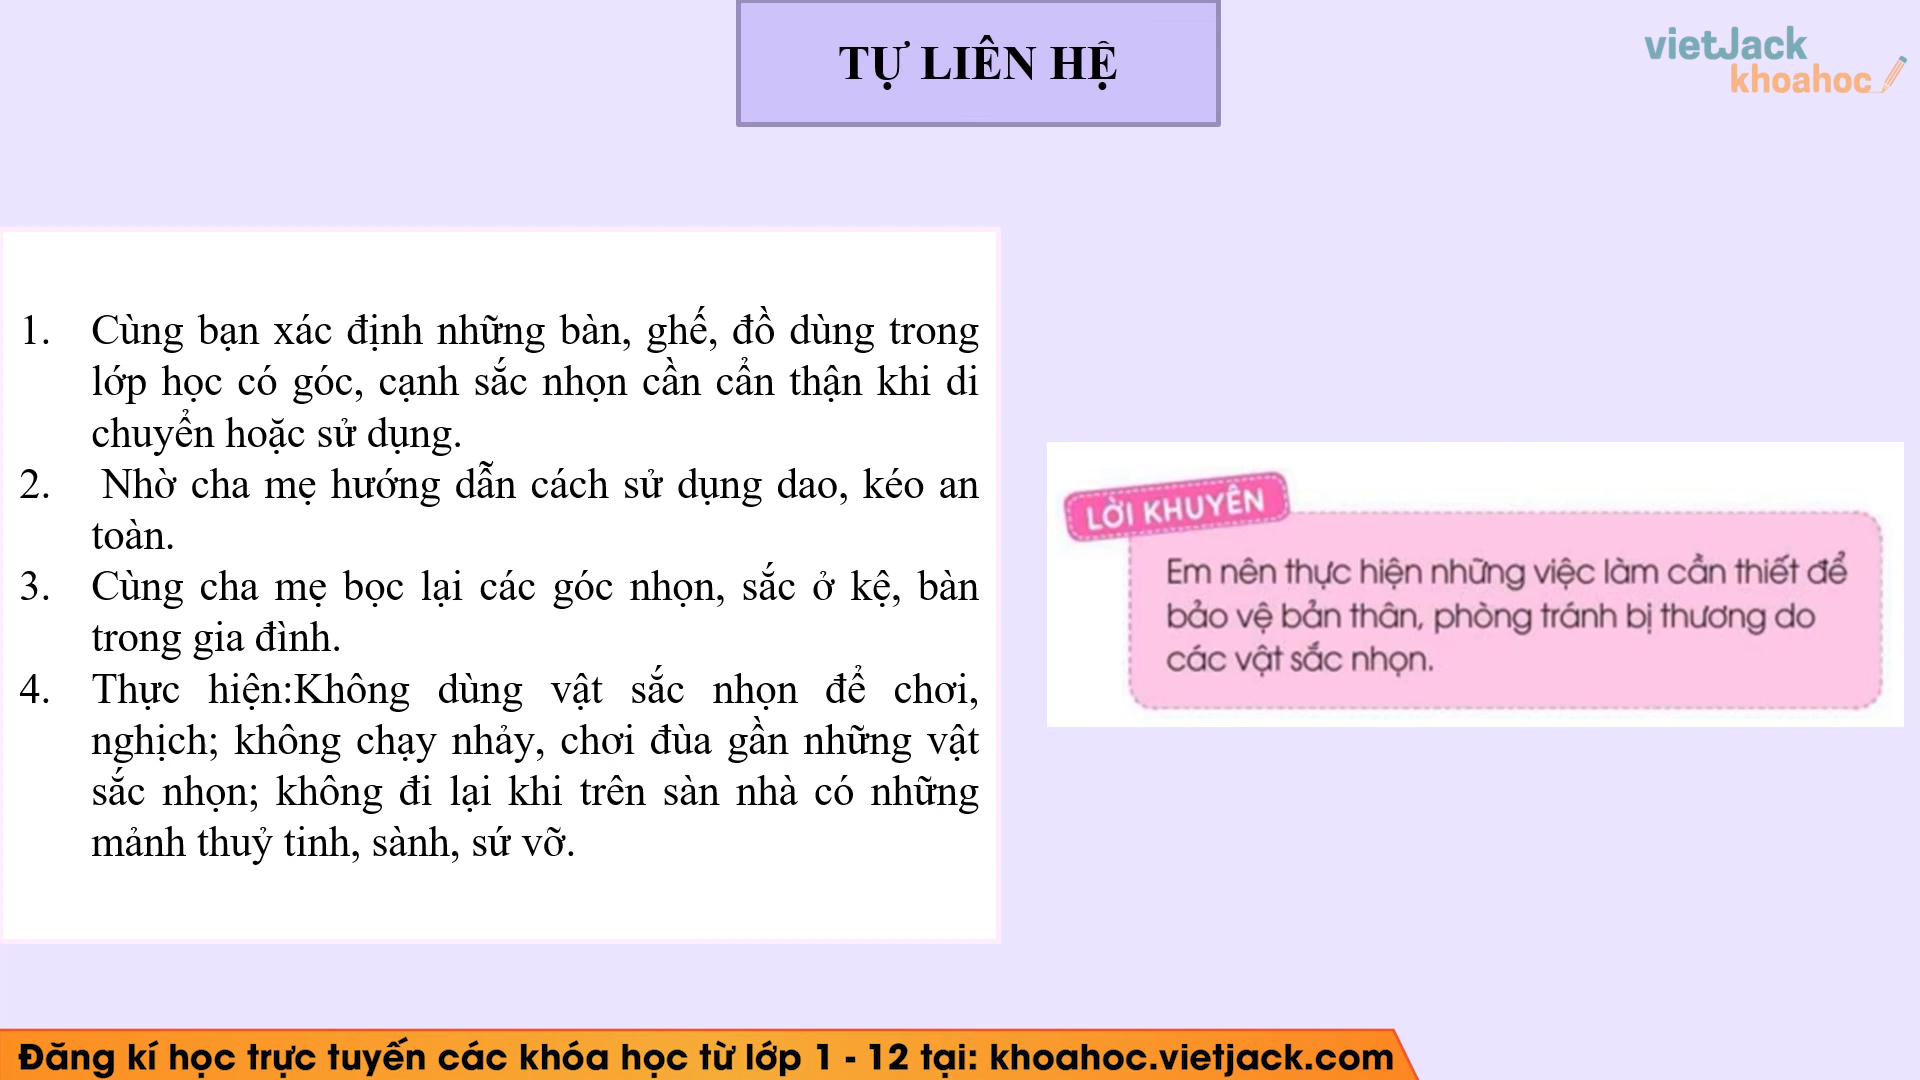 TỰ LIÊN HỆ
vietJack
khoahoc
1. Cùng bạn xác định những bàn, ghế, đồ dùng trong
lớp học có góc, cạnh sắc nhọn cần cẩn thận khi di
chuyển hoặc sử dụng.
2. Nhờ cha mẹ hướng dẫn cách sử dụng dao, kéo an
toàn.
3. Cùng cha mẹ bọc lại các góc nhọn, sắc ở kệ, bàn
trong gia đình.
4. Thực hiện:Không dùng vật sắc nhọn để chơi,
nghịch; không chạy nhảy, chơi đùa gần những vật
sắc nhọn; không đi lại khi trên sàn nhà có những
mảnh thuỷ tinh, sành, sứ vỡ.
LỜI KHUYÊN
Em nên thực hiện những việc làm cần thiết để
bảo vệ bản thân, phòng tránh bị thương do
các vật sắc nhọn.
Đăng kí học trực tuyến các khóa học từ lớp 1 - 12 tại: khoahoc.vietjack.com